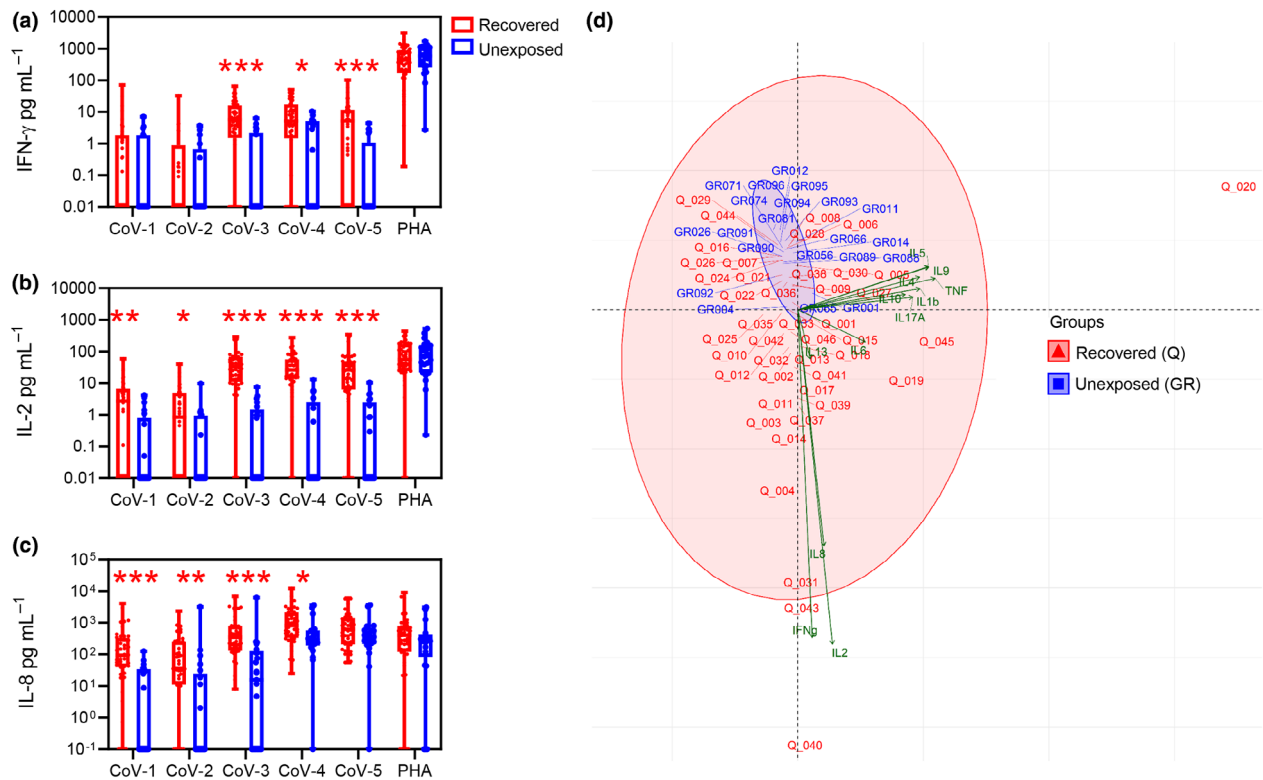 (a)
IFN-γ pg mL⁻¹
10000
1000
100
10
1
0.1
0.01
*** * ***
CoV-1 CoV-2 CoV-3 CoV-4 CoV-5 PHA
Recovered
Unexposed
(b)
IL-2 pg mL⁻¹
10000
1000
100
10
1
0.1
0.01
** * *** *** ***
CoV-1 CoV-2 CoV-3 CoV-4 CoV-5 PHA
(c)
IL-8 pg mL⁻¹
10⁵
10⁴
10³
10²
10¹
10⁰
10⁻¹
*** ** *** *
CoV-1 CoV-2 CoV-3 CoV-4 CoV-5 PHA
(d)
GR012
GR071 GR096 GR095
Q_020
Q_029 GR074 GR094 GR093
GR011
Q_044 GR081 Q_008 Q_006
GR026 GR091 Q_028 GR066 GR014
Q_016 GR090 GR056 GR089 GR088 IL5
Q_026 Q_007 Q_038 Q_030 Q_005 IL9
Q_024 Q_021 IL4 TNF
GR092 Q_022 Q_036 Q_009 Q_027 IL10 IL1b
GR004 GR065 GR001 IL17A
Q_035 Q_033 Q_001
Q_025 Q_042 Q_046 Q_015 Q_045
Q_010 Q_032 IL13 Q_013 IL6 Q_018
Q_012 Q_002 Q_041 Q_019
Q_017
Q_011 Q_039
Q_003 Q_037
Q_014
Q_004
IL8
Q_031
Q_043
IFNg
IL2
Q_040
Groups
Recovered (Q)
Unexposed (GR)